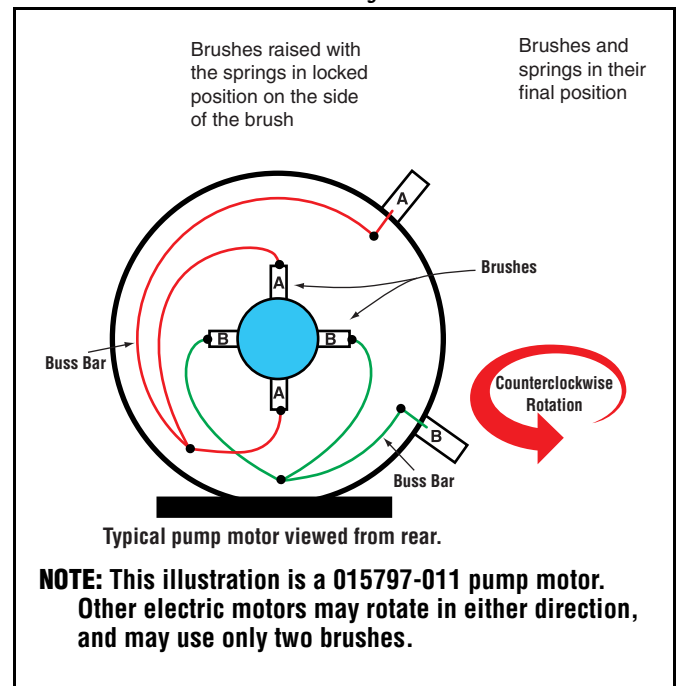 Brushes raised with
the springs in locked
position on the side
of the brush
Brushes and
springs in their
final position
A
Brushes
A
B
B
Buss Bar
A
Counterclockwise
Rotation
B
Buss Bar
Typical pump motor viewed from rear.
NOTE: This illustration is a 015797-011 pump motor.
Other electric motors may rotate in either direction,
and may use only two brushes.